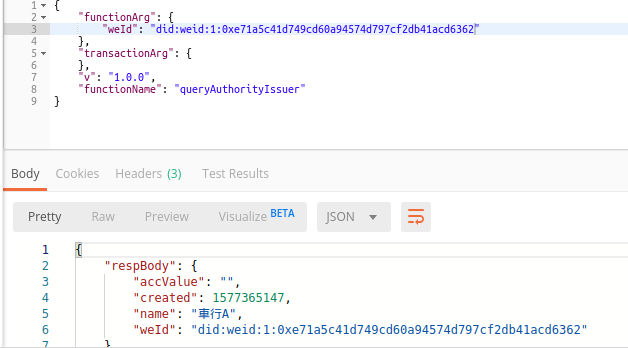 1 {
2 "functionArg": {
3 "weId": "did:weid:1:0xe71a5c41d749cd60a94574d797cf2db41acd6362"
4 },
5 "transactionArg": {
6 },
7 "v": "1.0.0",
8 "functionName": "queryAuthorityIssuer"
9 }
Body Cookies Headers (3) Test Results
Pretty Raw Preview Visualize BETA JSON
1 {
2 "respBody": {
3 "accValue": "",
4 "created": 1577365147,
5 "name": "車行A",
6 "weId": "did:weid:1:0xe71a5c41d749cd60a94574d797cf2db41acd6362"
7 }